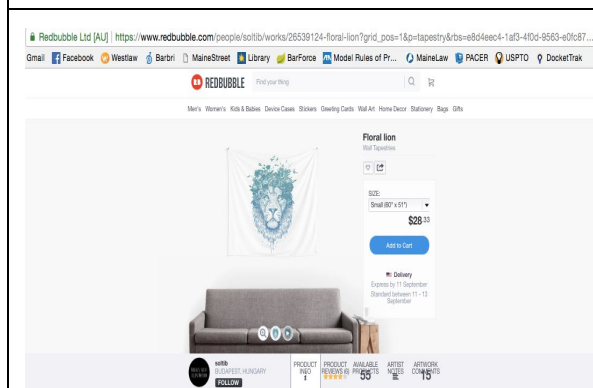 Redbubble Ltd [AU] | https://www.redbubble.com/people/soltib/works/26539124-floral-lion?grid_pos=1&p=tapestry&rbs=e8d4eec4-1af3-4f0d-9563-e0fc87...
Gmail Facebook Westlaw Barbri MaineStreet Library BarForce Model Rules of Pr... MaineLaw PACER USPTO DocketTrak
REDBUBBLE Find your thing
Men's Women's Kids & Babies Device Cases Stickers Greeting Cards Wall Art Home Decor Stationery Bags Gifts
Floral lion
Wall Tapestries
SIZE:
Small (60" x 51")
$28.33
Add to Cart
Delivery
Express by 11 September
Standard between 11 - 13
September
soltib
BUDAPEST, HUNGARY
FOLLOW
PRODUCT INFO
PRODUCT REVIEWS (6)
AVAILABLE PRODUCTS 55
ARTIST NOTES
ARTWORK COMMENTS 15